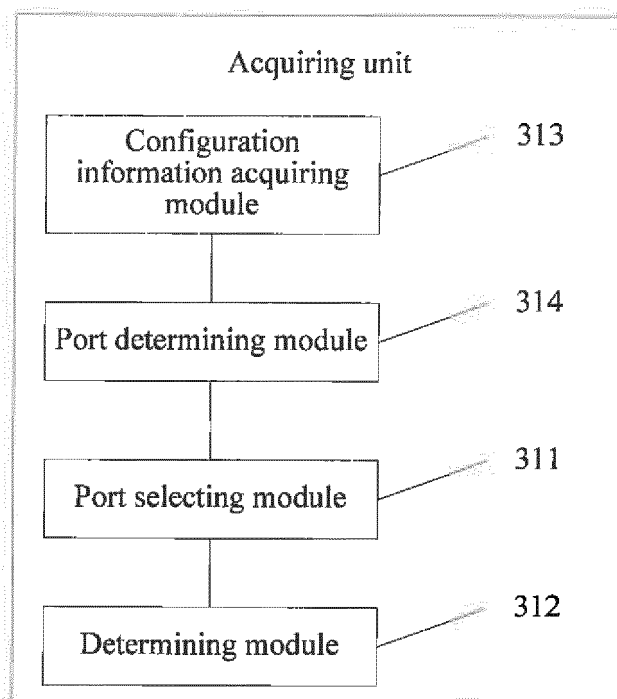 Acquiring unit
Configuration
information acquiring
module
313
Port determining module
314
Port selecting module
311
Determining module
312